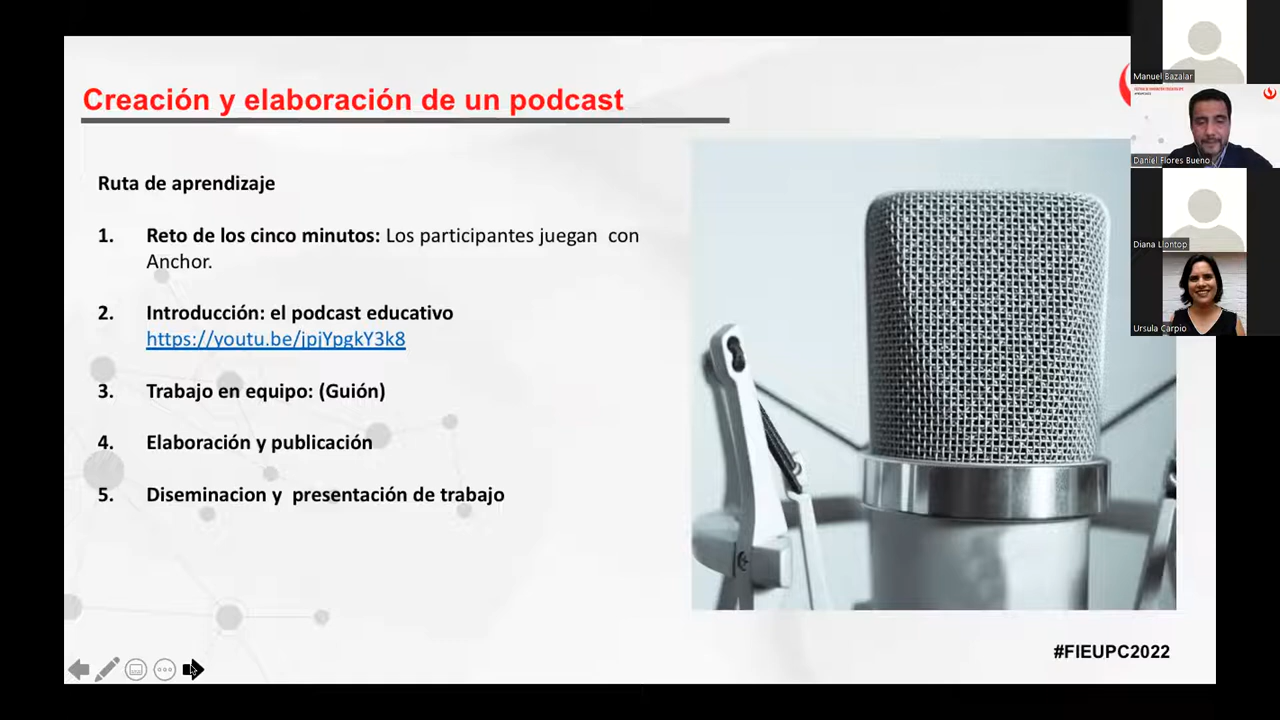 Creación y elaboración de un podcast
Ruta de aprendizaje
1. Reto de los cinco minutos: Los participantes juegan con
Anchor.
2. Introducción: el podcast educativo
https://youtu.be/jpjYpgkY3k8
3. Trabajo en equipo: (Guión)
4. Elaboración y publicación
5. Diseminacion y presentación de trabajo
#FIEUPC2022
Manuel Bazalar
Daniel Flores Bueno
Diana Llontop
Ursula Carpio